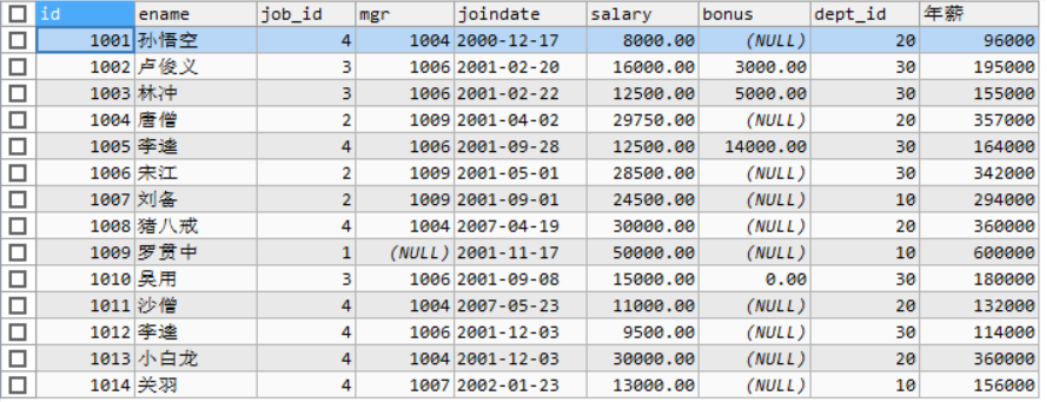 id ename job_id mgr joindate salary bonus dept_id 年薪
1001 孙悟空 4 1004 2000-12-17 8000.00 (NULL) 20 96000
1002 卢俊义 3 1006 2001-02-20 16000.00 3000.00 30 195000
1003 林冲 3 1006 2001-02-22 12500.00 5000.00 30 155000
1004 唐僧 2 1009 2001-04-02 29750.00 (NULL) 20 357000
1005 李逵 4 1006 2001-09-28 12500.00 14000.00 30 164000
1006 宋江 2 1009 2001-05-01 28500.00 (NULL) 30 342000
1007 刘备 2 1009 2001-09-01 24500.00 (NULL) 10 294000
1008 猪八戒 4 1004 2007-04-19 30000.00 (NULL) 20 360000
1009 罗贯中 1 (NULL) 2001-11-17 50000.00 (NULL) 10 600000
1010 吴用 3 1006 2001-09-08 15000.00 0.00 30 180000
1011 沙僧 4 1004 2007-05-23 11000.00 (NULL) 20 132000
1012 李逵 4 1006 2001-12-03 9500.00 (NULL) 30 114000
1013 小白龙 4 1004 2001-12-03 30000.00 (NULL) 20 360000
1014 关羽 4 1007 2002-01-23 13000.00 (NULL) 10 156000